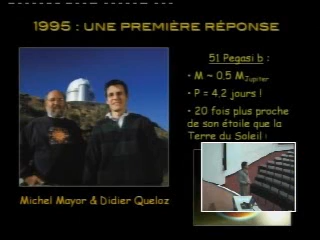 1995 : UNE PREMIÈRE RÉPONSE
51 Pegasi b :
• M ~ 0,5 MJupiter
• P = 4.2 jours !
• 20 fois plus proche
de son étoile que la
Terre du Soleil !
Michel Mayor & Didier Queloz